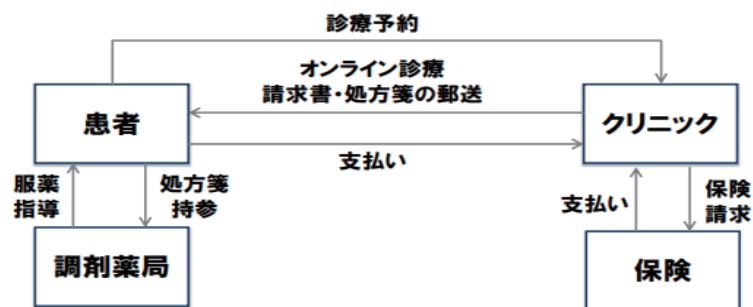 診療予約
オンライン診療
請求書・処方箋の郵送
患者
クリニック
支払い
服薬
指導
処方箋
持参
支払い
保険
請求
調剤薬局
保険